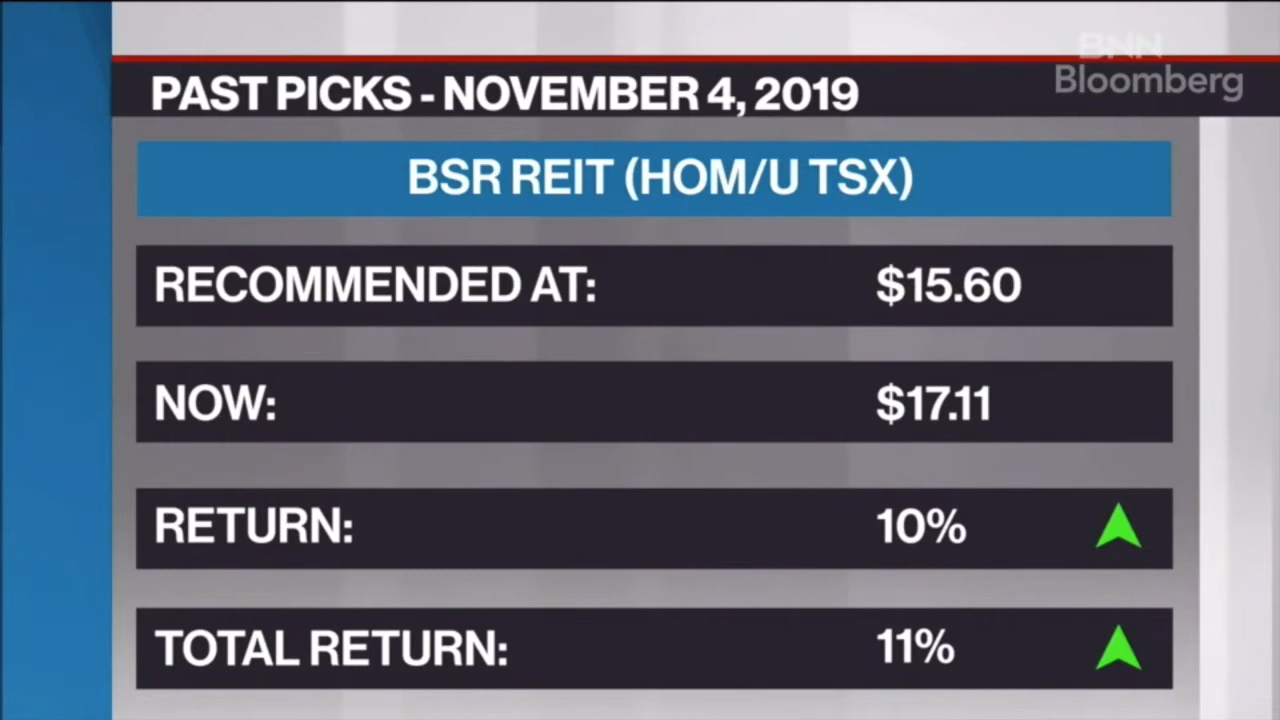 BNN
Bloomberg
PAST PICKS - NOVEMBER 4, 2019
BSR REIT (HOM/U TSX)
RECOMMENDED AT: $15.60
NOW: $17.11
RETURN: 10%
TOTAL RETURN: 11%